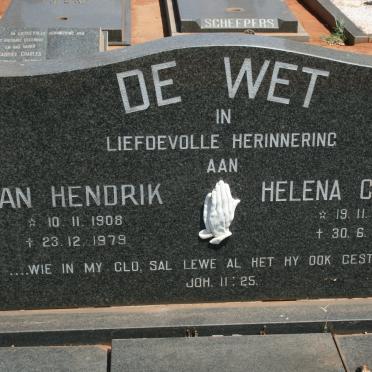 SCHEEPERS
DE WET
IN
LIEFDEVOLLE HERINNERING
AAN
AN HENDRIK HELENA C
☆ 10. 11. 1908 ☆ 19. 11.
† 23. 12. 1979 † 30. 6.
....WIE IN MY GLO, SAL LEWE AL HET HY OOK GEST
JOH. 11: 25.